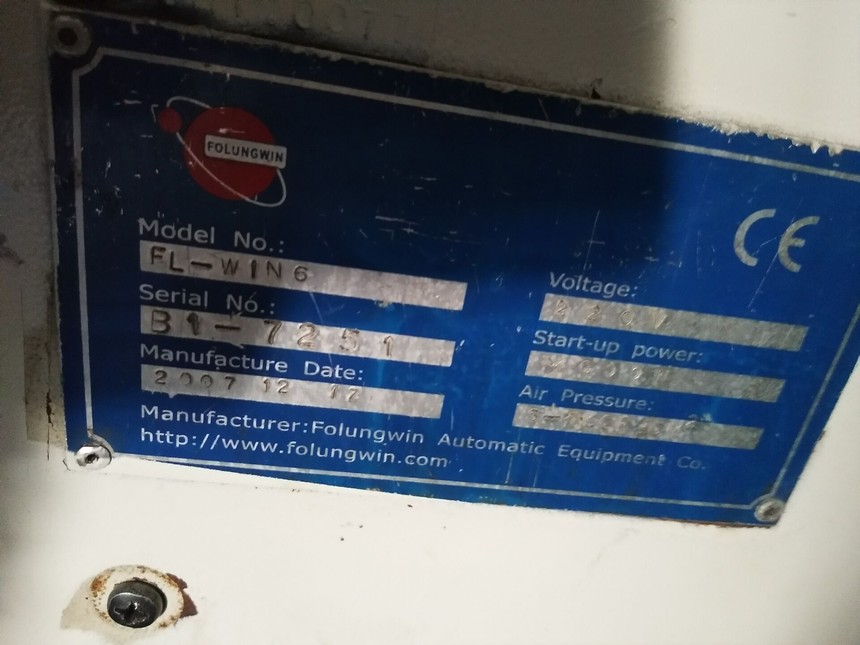 FOLUNGWIN
CE
Model No.:
FL-WIN6
Serial No.:
B1-7251
Manufacture Date:
2007 12 17
Voltage:
220V
Start-up power:
Air Pressure:
Manufacturer:Folungwin Automatic Equipment Co.
http://www.folungwin.com